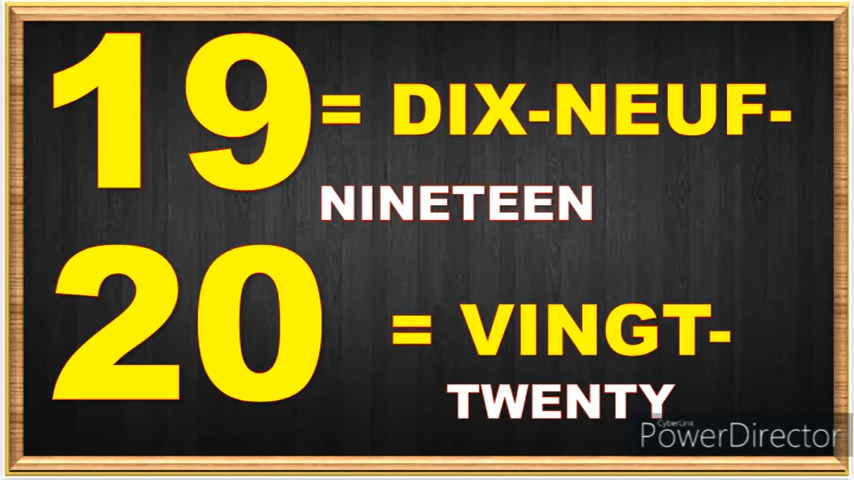 19 = DIX-NEUF-
NINETEEN
20 = VINGT-
TWENTY
CyberLink
PowerDirector